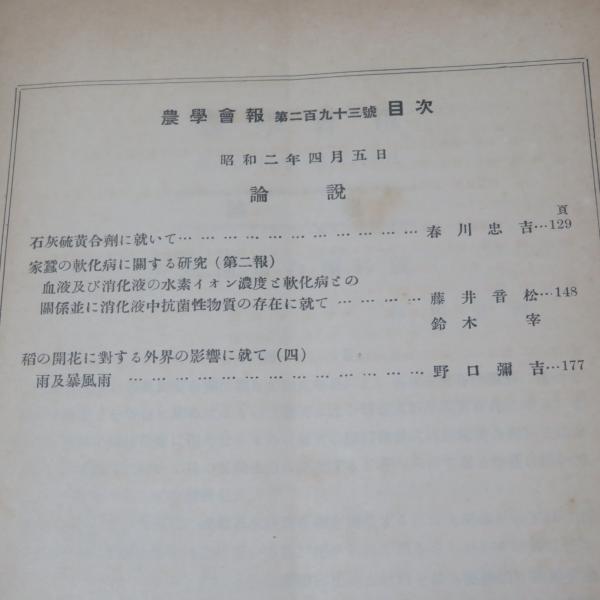 農學會報 第二百九十三號 目次
昭和二年四月五日
論說
頁
石灰硫黃合劑に就いて… … … … … … … … … … … 春川忠吉…129
家蠶の軟化病に關する研究（第二報）
血液及び消化液の水素イオン濃度と軟化病との
關係並に消化液中抗菌性物質の存在に就て … … … … 藤井音松…148
鈴木宰
稻の開花に對する外界の影響に就て（四）
雨及暴風雨 … … … … … … … … … … … … … 野口彌吉…177